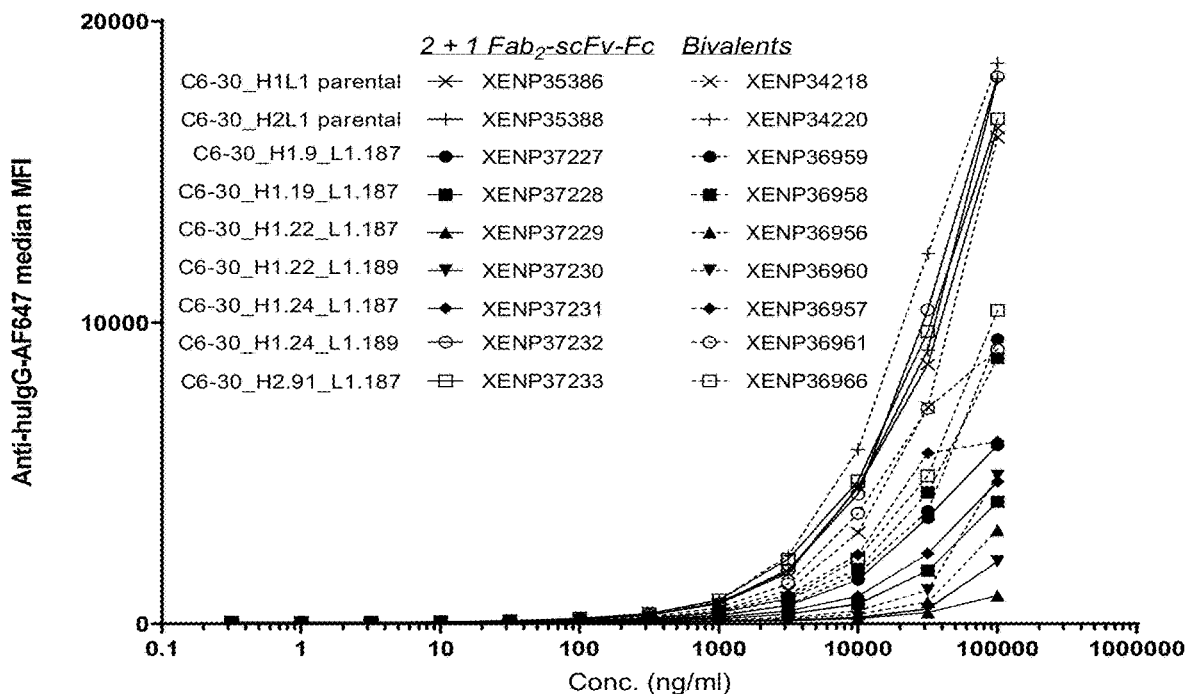 20000
2 + 1 Fab2-scFv-Fc Bivalents
C6-30_H1L1 parental XENP35386 XENP34218
C6-30_H2L1 parental XENP35388 XENP34220
C6-30_H1.9_L1.187 XENP37227 XENP36959
C6-30_H1.19_L1.187 XENP37228 XENP36958
C6-30_H1.22_L1.187 XENP37229 XENP36956
C6-30_H1.22_L1.189 XENP37230 XENP36960
C6-30_H1.24_L1.187 XENP37231 XENP36957
10000
C6-30_H1.24_L1.189 XENP37232 XENP36961
C6-30_H2.91_L1.187 XENP37233 XENP36966
Anti-huIgG-AF647 median MFI
0
0.1 1 10 100 1000 10000 100000 1000000
Conc. (ng/ml)